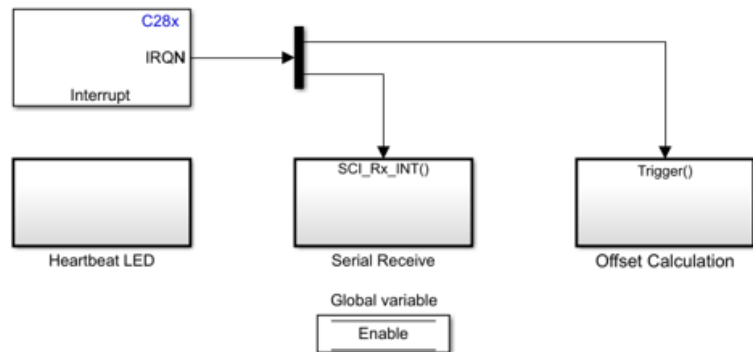 C28x
IRQN
Interrupt
SCI_Rx_INT()
Trigger()
Heartbeat LED
Serial Receive
Offset Calculation
Global variable
Enable